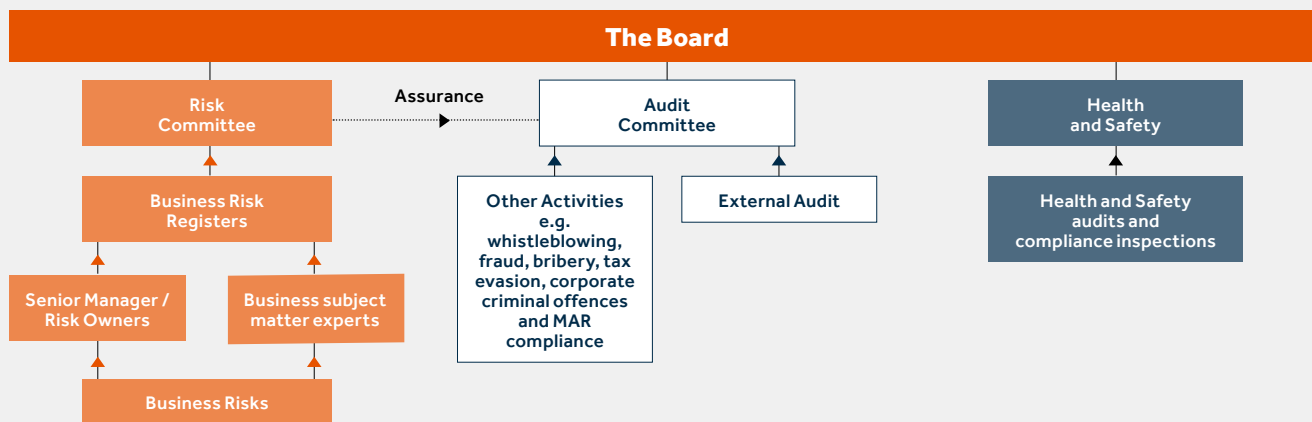 The Board
Risk
Committee
Assurance
Audit
Committee
Health
and Safety
Business Risk
Registers
Other Activities
e.g.
whistleblowing,
fraud, bribery, tax
evasion, corporate
criminal offences
and MAR
compliance
External Audit
Health and Safety
audits and
compliance inspections
Senior Manager /
Risk Owners
Business subject
matter experts
Business Risks